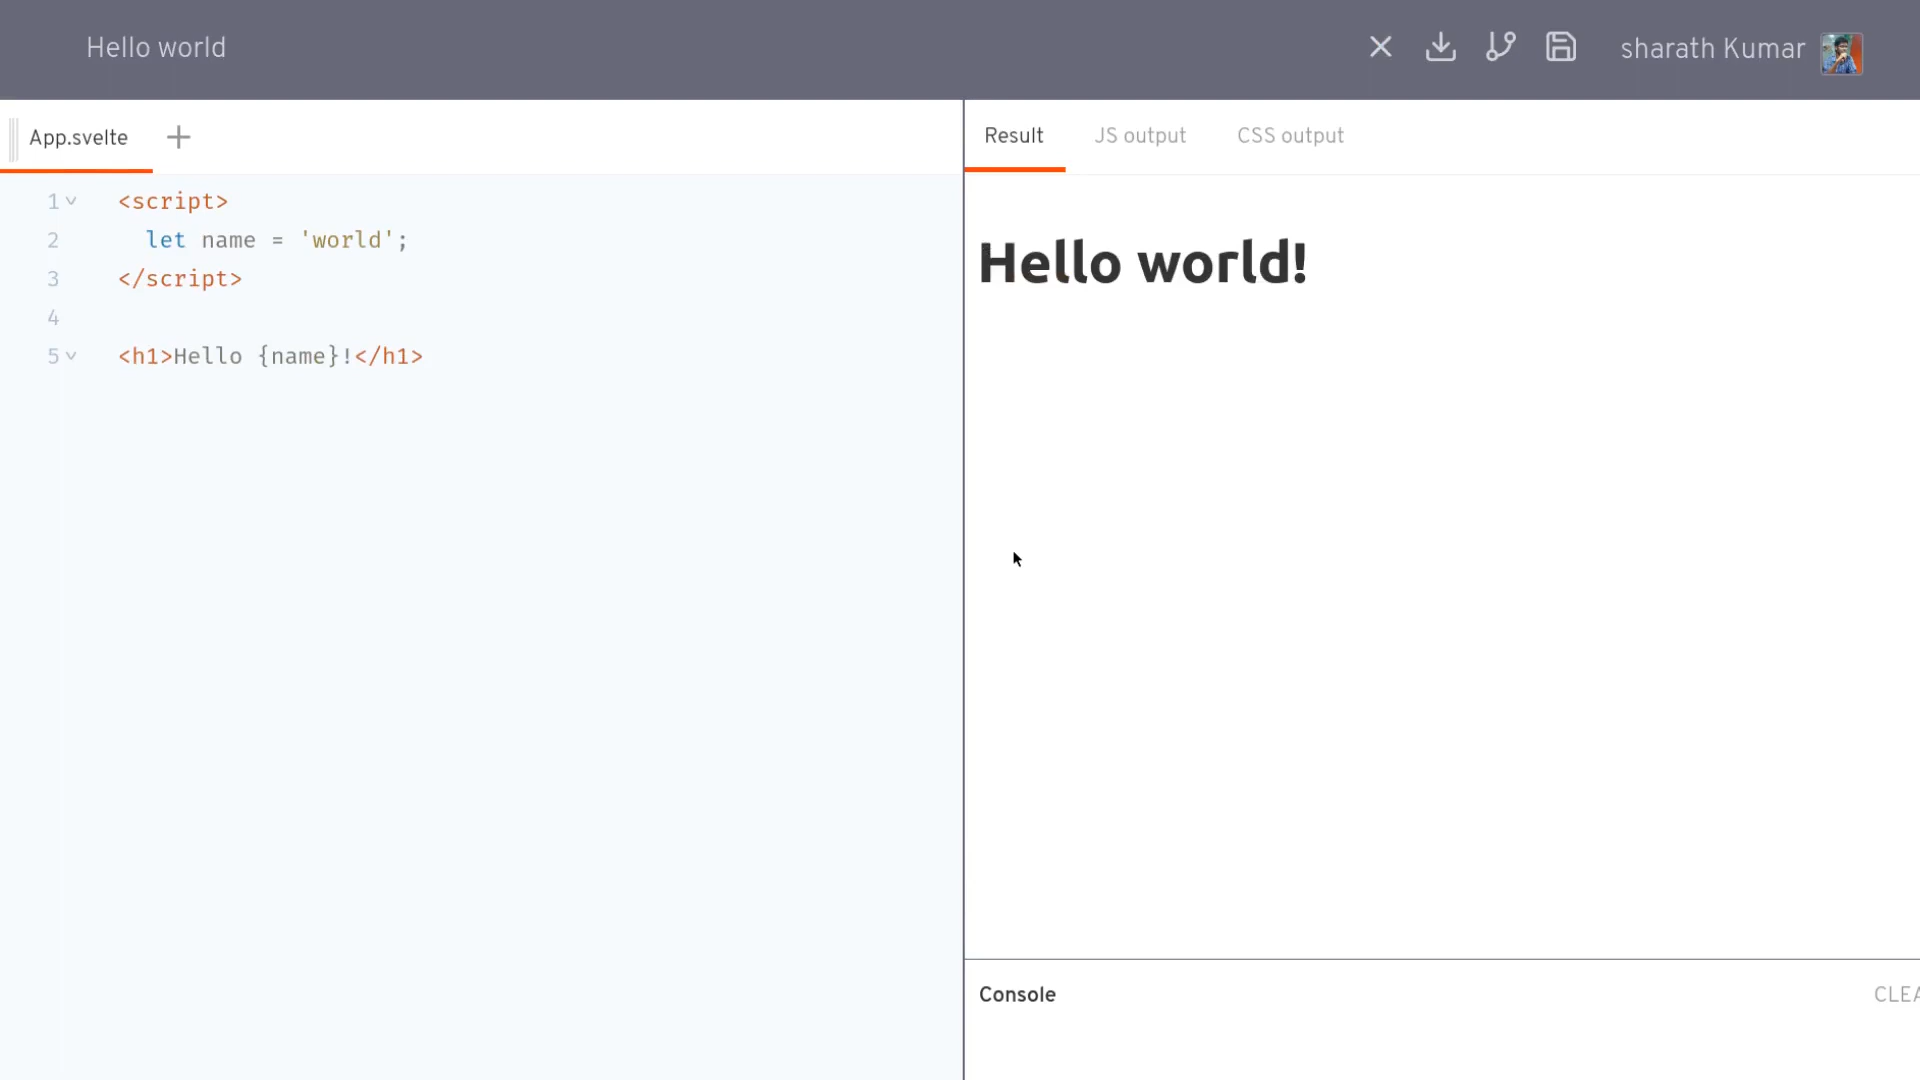 Hello world
sharath Kumar
App.svelte
Result JS output CSS output
1 <script>
2 let name = 'world';
3 </script>
4
5 <h1>Hello {name}!</h1>
Hello world!
Console
CLEA